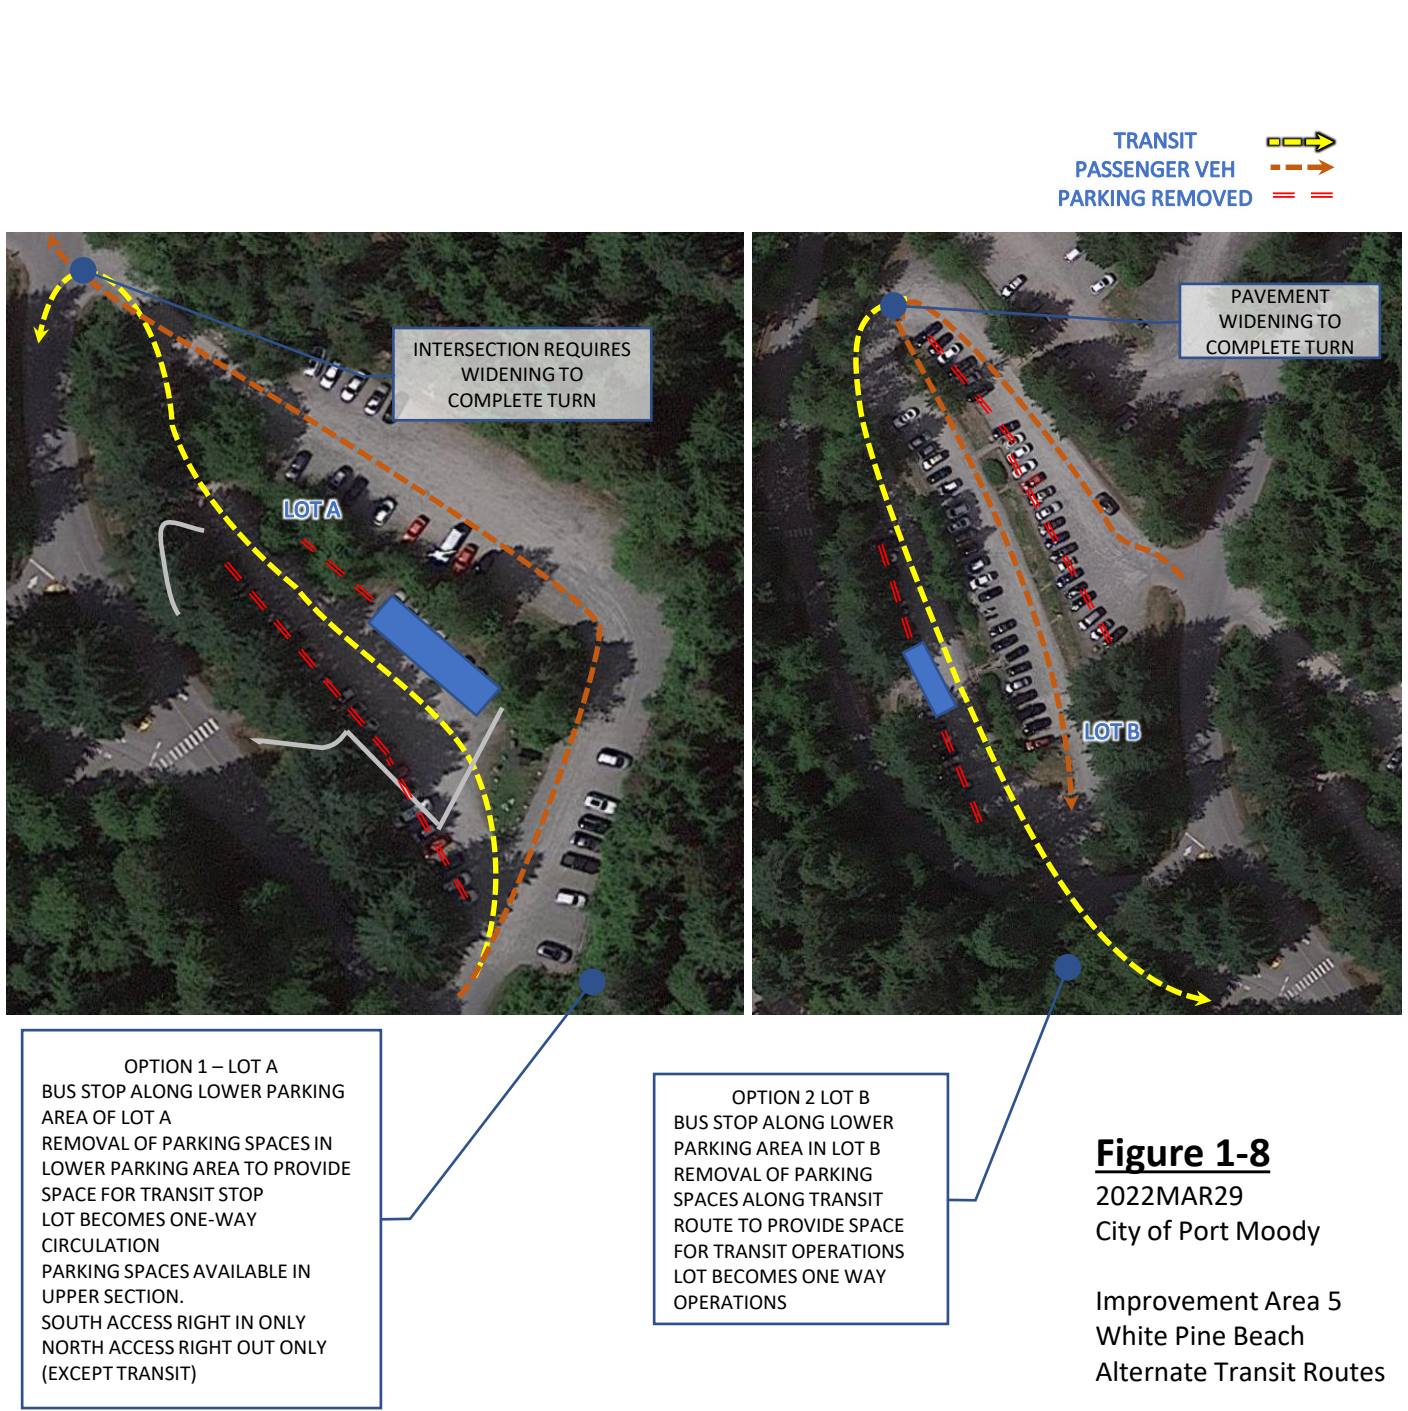 TRANSIT
PASSENGER VEH
PARKING REMOVED
INTERSECTION REQUIRES
WIDENING TO
COMPLETE TURN
LOT A
PAVEMENT
WIDENING TO
COMPLETE TURN
LOT B
OPTION 1 – LOT A
BUS STOP ALONG LOWER PARKING
AREA OF LOT A
REMOVAL OF PARKING SPACES IN
LOWER PARKING AREA TO PROVIDE
SPACE FOR TRANSIT STOP
LOT BECOMES ONE-WAY
CIRCULATION
PARKING SPACES AVAILABLE IN
UPPER SECTION.
SOUTH ACCESS RIGHT IN ONLY
NORTH ACCESS RIGHT OUT ONLY
(EXCEPT TRANSIT)
OPTION 2 LOT B
BUS STOP ALONG LOWER
PARKING AREA IN LOT B
REMOVAL OF PARKING
SPACES ALONG TRANSIT
ROUTE TO PROVIDE SPACE
FOR TRANSIT OPERATIONS
LOT BECOMES ONE WAY
OPERATIONS
Figure 1-8
2022MAR29
City of Port Moody
Improvement Area 5
White Pine Beach
Alternate Transit Routes